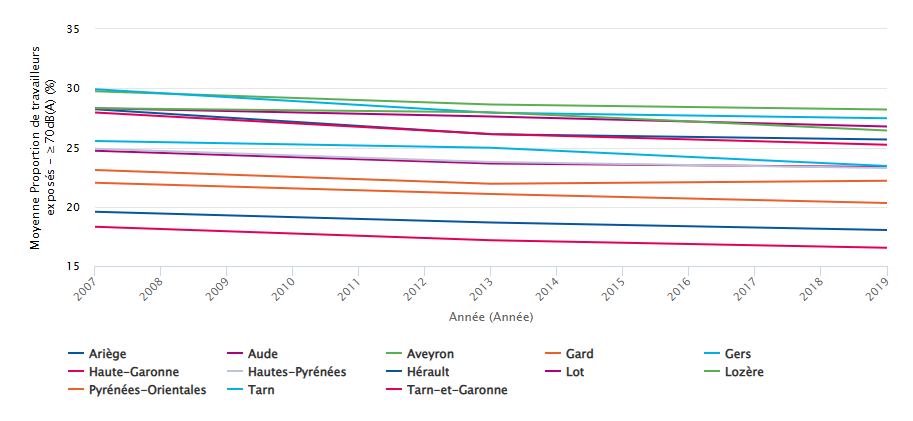 Moyenne Proportion de travailleurs
exposés - ≥ 70dB(A) (%)
35
30
25
20
15
2007 2008 2009 2010 2011 2012 2013 2014 2015 2016 2017 2018 2019
Année (Année)
Ariège Aude Aveyron Gard Gers
Haute-Garonne Hautes-Pyrénées Hérault Lot Lozère
Pyrénées-Orientales Tarn Tarn-et-Garonne